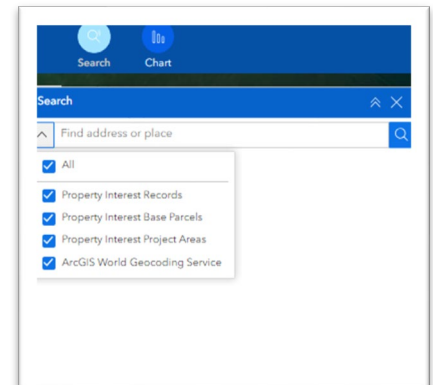 Search Chart
Search
Find address or place
All
Property Interest Records
Property Interest Base Parcels
Property Interest Project Areas
ArcGIS World Geocoding Service